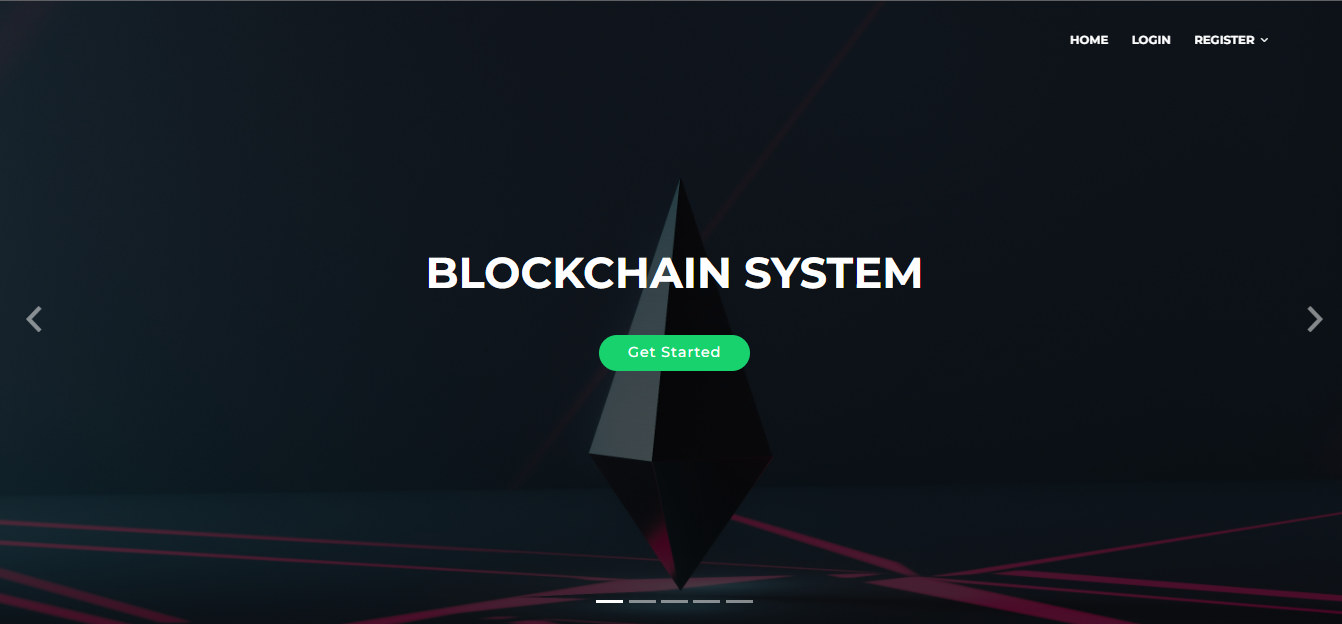 HOME LOGIN REGISTER
BLOCKCHAIN SYSTEM
Get Started